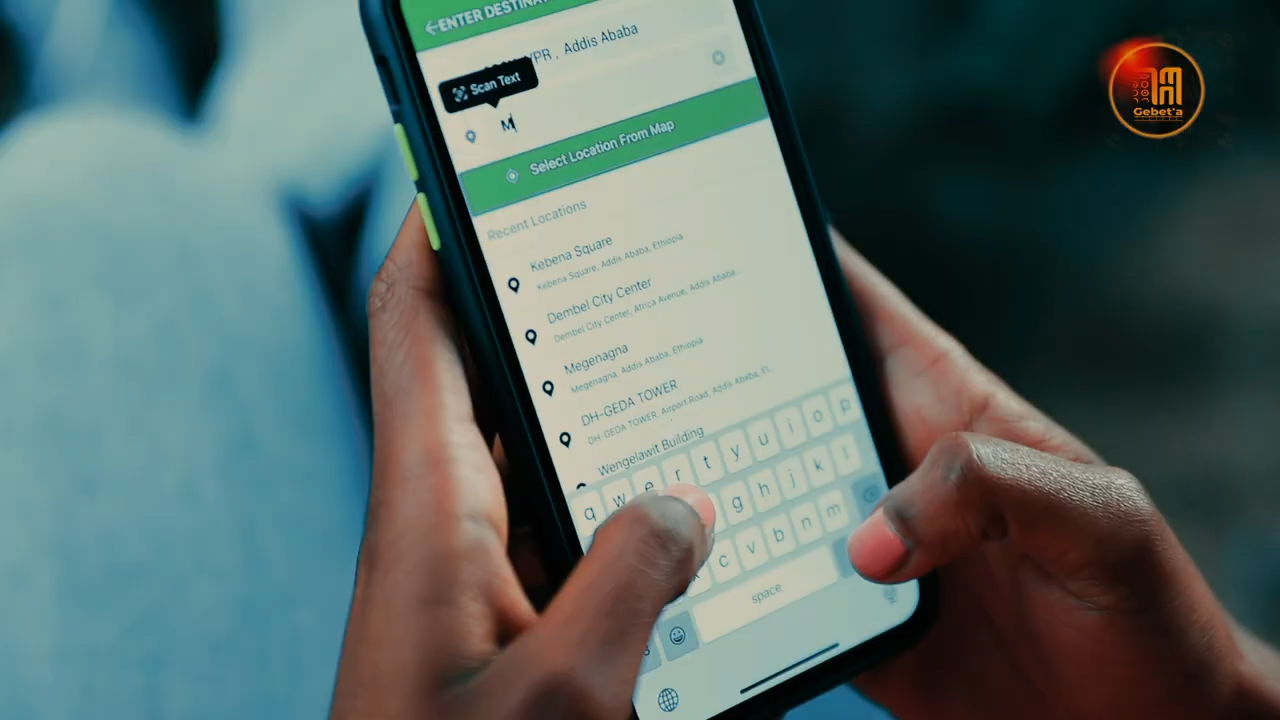 ENTER DESTINA
/PR, Addis Ababa
Scan Text
M
Select Location From Map
Recent Locations
Kebena Square
Kebena Square, Addis Ababa, Ethiopia
Dembel City Center
Dembel City Center, Africa Avenue, Addis Ababa...
Megenagna
Megenagna, Addis Ababa, Ethiopia
DH-GEDA TOWER
DH-GEDA TOWER, Airport Road, Addis Ababa, Et...
Wengelawit Building
q w e r t y u i o p
g h j k l
c v b n m
space
Gebet'a